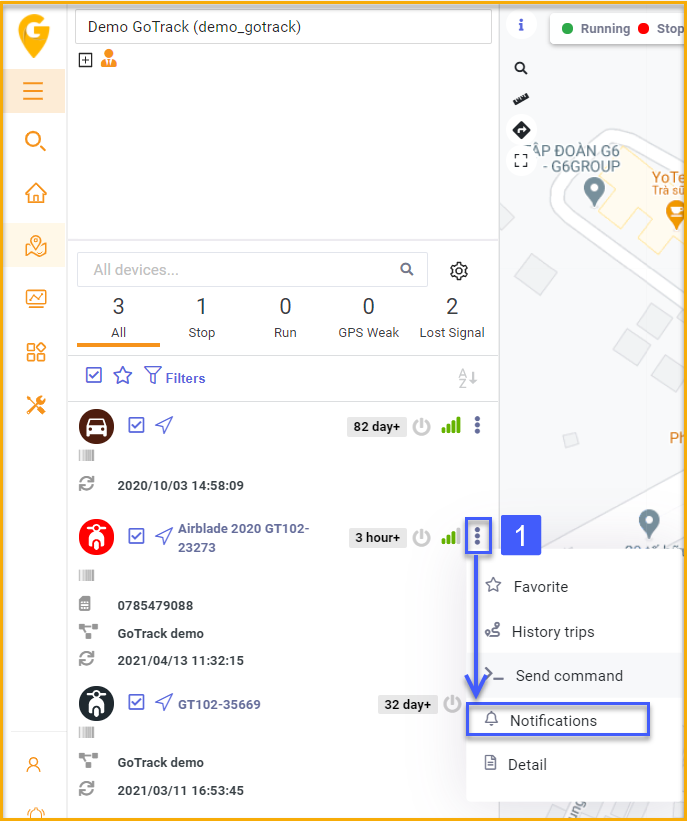 Demo GoTrack (demo_gotrack)
Running
Stop
TẬP ĐOÀN G6
- G6GROUP
YoTe
Trà sữ
All devices...
3
1
0
0
2
All
Stop
Run
GPS Weak
Lost Signal
Filters
82 day+
2020/10/03 14:58:09
Airblade 2020 GT102-
23273
3 hour+
1
0785479088
GoTrack demo
2021/04/13 11:32:15
GT102-35669
32 day+
GoTrack demo
2021/03/11 16:53:45
Favorite
History trips
Send command
Notifications
Detail
Ph